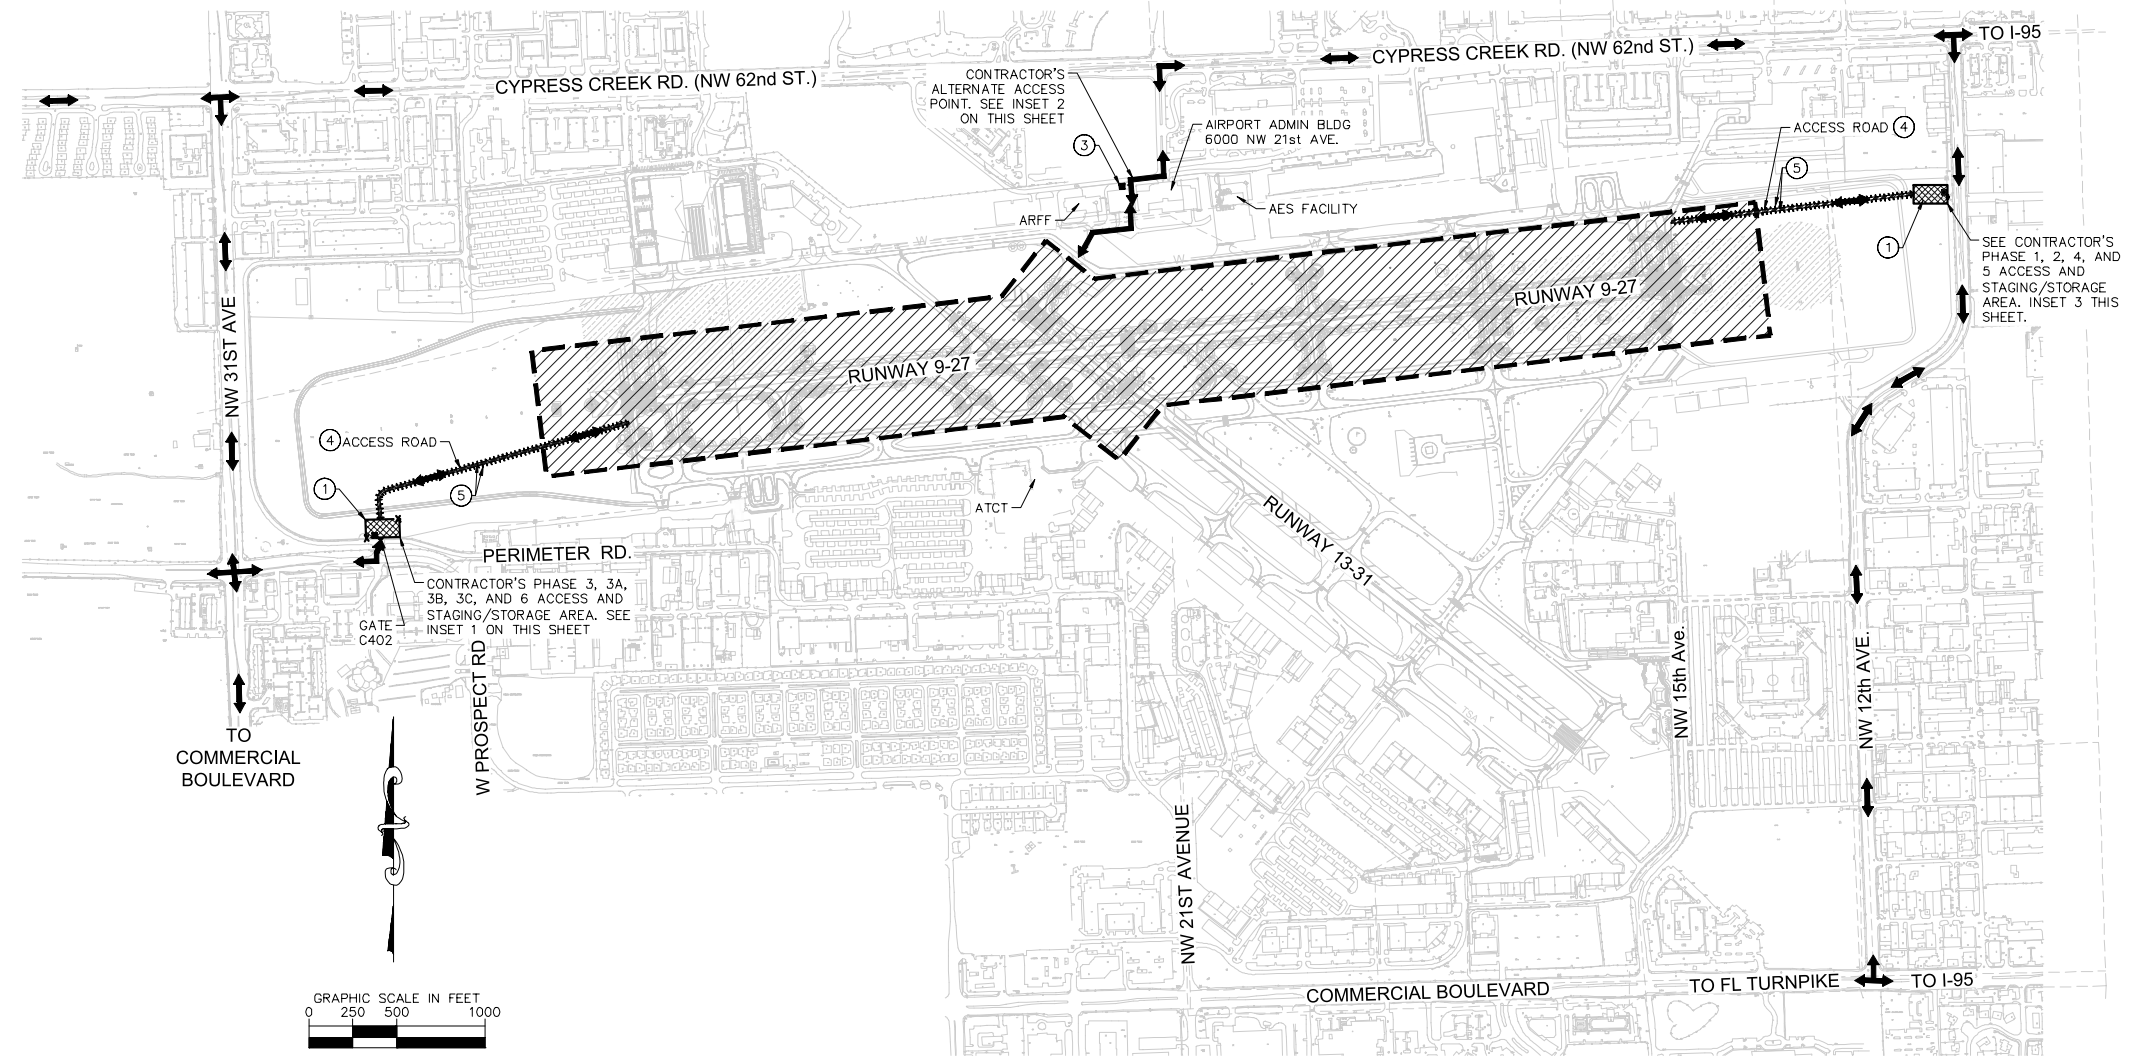 TO I-95
CYPRESS CREEK RD. (NW 62nd ST.)
CYPRESS CREEK RD. (NW 62nd ST.)
CONTRACTOR'S
ALTERNATE ACCESS
POINT. SEE INSET 2
ON THIS SHEET
3
AIRPORT ADMIN BLDG
6000 NW 21st AVE.
ACCESS ROAD 4
5
ARFF
AES FACILITY
W
W
W
1
SEE CONTRACTOR'S
PHASE 1, 2, 4, AND
5 ACCESS AND
STAGING/STORAGE
AREA. INSET 3 THIS
SHEET.
NW 31ST AVE
RUNWAY 9-27
RUNWAY 9-27
4 ACCESS ROAD
1
5
ATCT
RUNWAY 13-31
PERIMETER RD.
CONTRACTOR'S PHASE 3, 3A,
3B, 3C, AND 6 ACCESS AND
STAGING/STORAGE AREA. SEE
INSET 1 ON THIS SHEET
GATE
C402
W PROSPECT RD
NW 15th Ave.
NW 12th AVE.
TSA
TO
COMMERCIAL
BOULEVARD
NW 21ST AVENUE
COMMERCIAL BOULEVARD
TO FL TURNPIKE
TO I-95
GRAPHIC SCALE IN FEET
0 250 500 1000